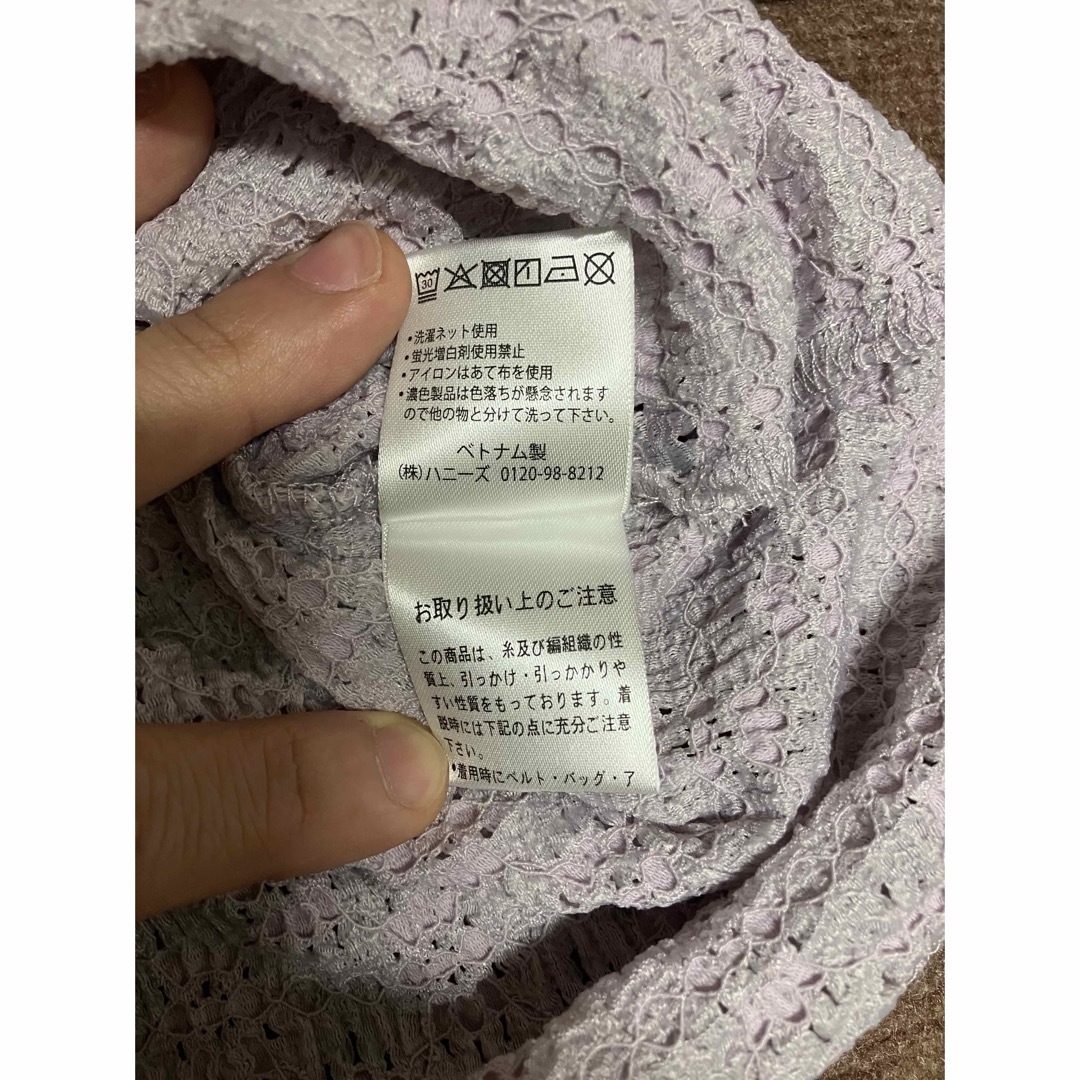 30
・洗濯ネット使用
・蛍光増白剤使用禁止
・アイロンはあて布を使用
・濃色製品は色落ちが懸念されます
ので他の物と分けて洗って下さい。
ベトナム製
(株)ハニーズ 0120-98-8212
お取り扱い上のご注意
この商品は、糸及び編組織の性
質上、引っかけ・引っかかりや
すい性質をもっております。着
脱時には下記の点に充分ご注意
下さい。
●着用時にベルト・バッグ・了